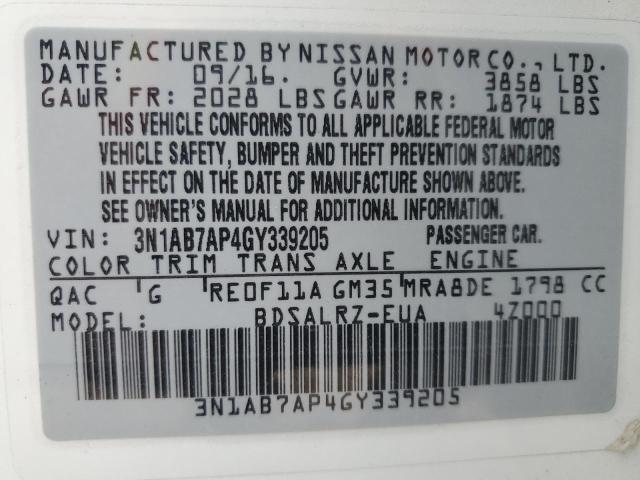 MANUFACTURED BY NISSAN MOTOR CO., LTD.
DATE: 09/16. GVWR: 3858 LBS
GAWR FR: 2028 LBS GAWR RR: 1874 LBS
THIS VEHICLE CONFORMS TO ALL APPLICABLE FEDERAL MOTOR
VEHICLE SAFETY, BUMPER AND THEFT PREVENTION STANDARDS
IN EFFECT ON THE DATE OF MANUFACTURE SHOWN ABOVE.
SEE OWNER'S MANUAL FOR ADDITIONAL INFORMATION.
VIN: 3N1AB7AP4GY339205 PASSENGER CAR.
COLOR TRIM TRANS AXLE ENGINE
QAC G RE0F11A GM35 MRA8DE 1798 CC
MODEL: BDSALRZ-EUA 4Z000
3N1AB7AP4GY339205